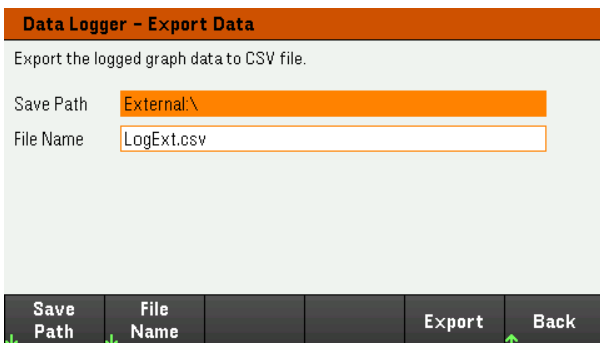 Data Logger – Export Data
Export the logged graph data to CSV file.
Save Path External:\
File Name LogExt.csv
Save Path
File Name
Export
Back